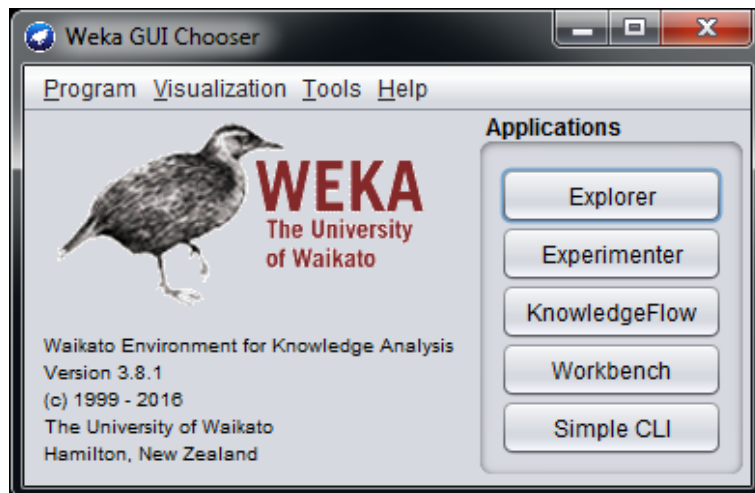 Weka GUI Chooser
Program Visualization Tools Help
WEKA
The University
of Waikato
Waikato Environment for Knowledge Analysis
Version 3.8.1
(c) 1999 - 2016
The University of Waikato
Hamilton, New Zealand
Applications
Explorer
Experimenter
KnowledgeFlow
Workbench
Simple CLI